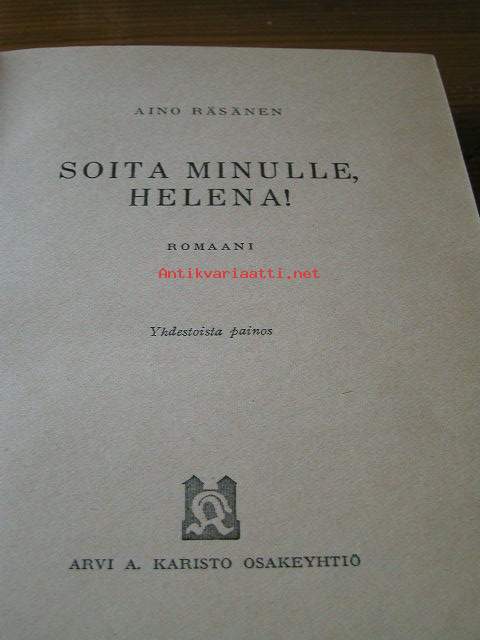 AINO RÄSÄNEN
SOITA MINULLE,
HELENA!
ROMAANI
Antikvariaatti.net
Yhdestoista painos
K
ARVI A. KARISTO OSAKEYHTIÖ